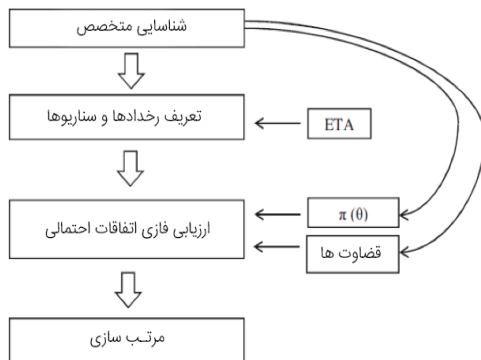 شناسایی متخصص
تعریف رخدادها و سناریوها
ETA
ارزیابی فازی اتفاقات احتمالی
π (θ)
قضاوت ها
مرتب سازی